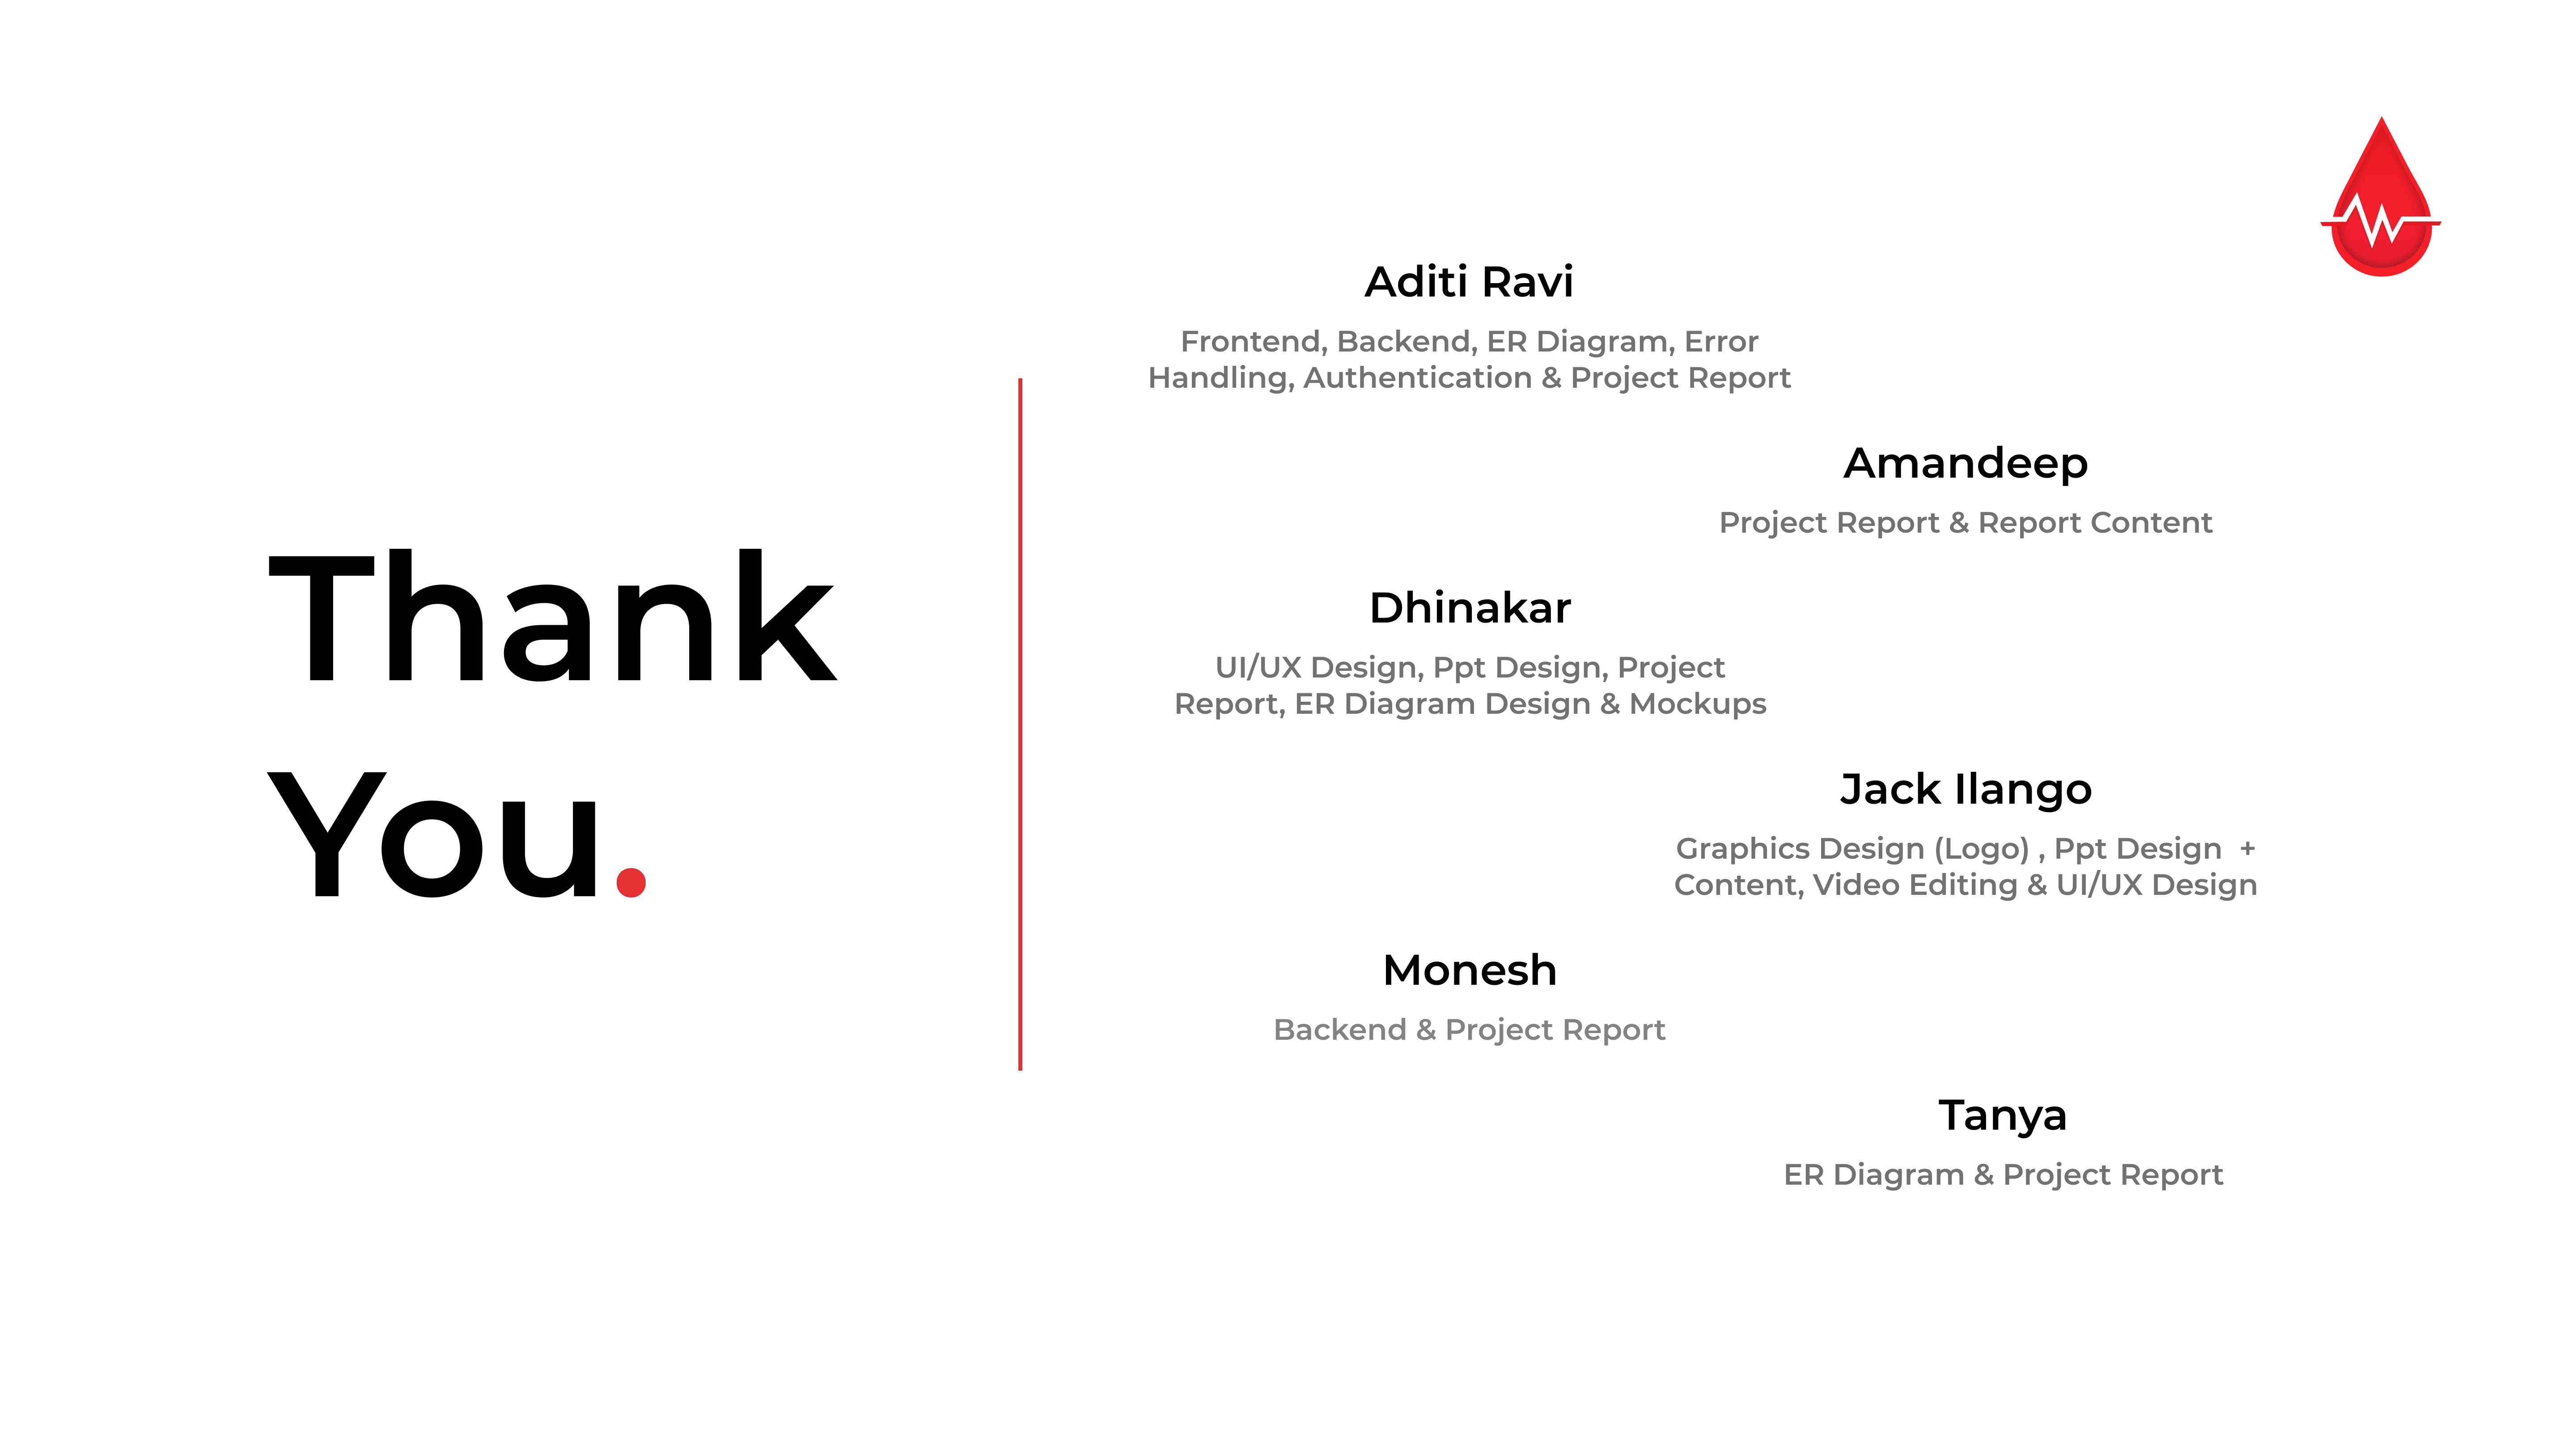 Thank
You.
Aditi Ravi
Frontend, Backend, ER Diagram, Error
Handling, Authentication & Project Report
Amandeep
Project Report & Report Content
Dhinakar
UI/UX Design, Ppt Design, Project
Report, ER Diagram Design & Mockups
Jack Ilango
Graphics Design (Logo) , Ppt Design  +
Content, Video Editing & UI/UX Design
Monesh
Backend & Project Report
Tanya
ER Diagram & Project Report